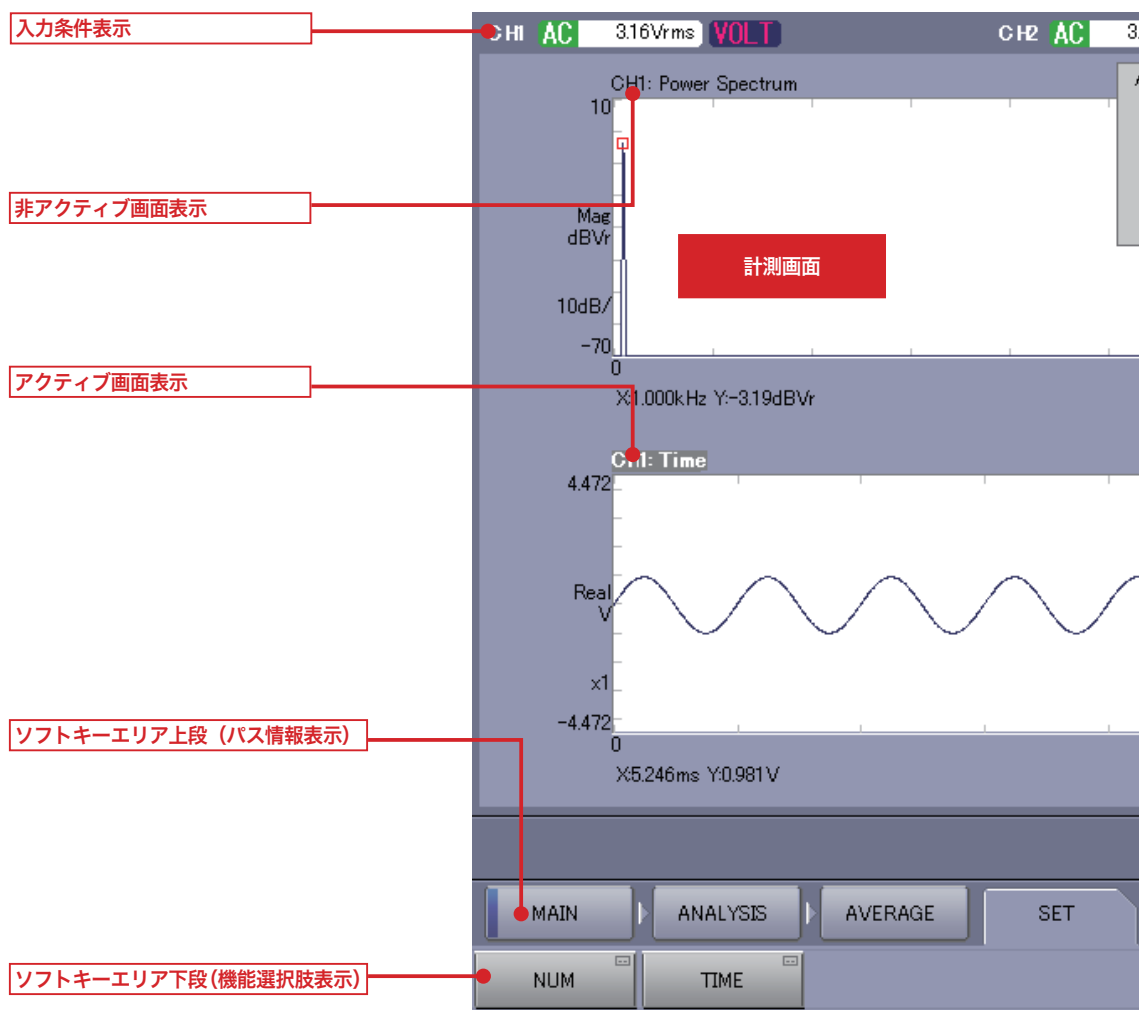 入力条件表示
CH1 AC 3.16Vrms VOLT CH2 AC 3.
CH1: Power Spectrum
10
非アクティブ画面表示
Mag
dBVr
計測画面
10dB/
-70
0
アクティブ画面表示
X:1.000kHz Y:-3.19dBVr
CH1: Time
4.472
Real
V
x1
-4.472
ソフトキーエリア上段（パス情報表示）
0
X:5.246ms Y:0.981V
MAIN ANALYSIS AVERAGE SET
ソフトキーエリア下段（機能選択肢表示）
NUM TIME